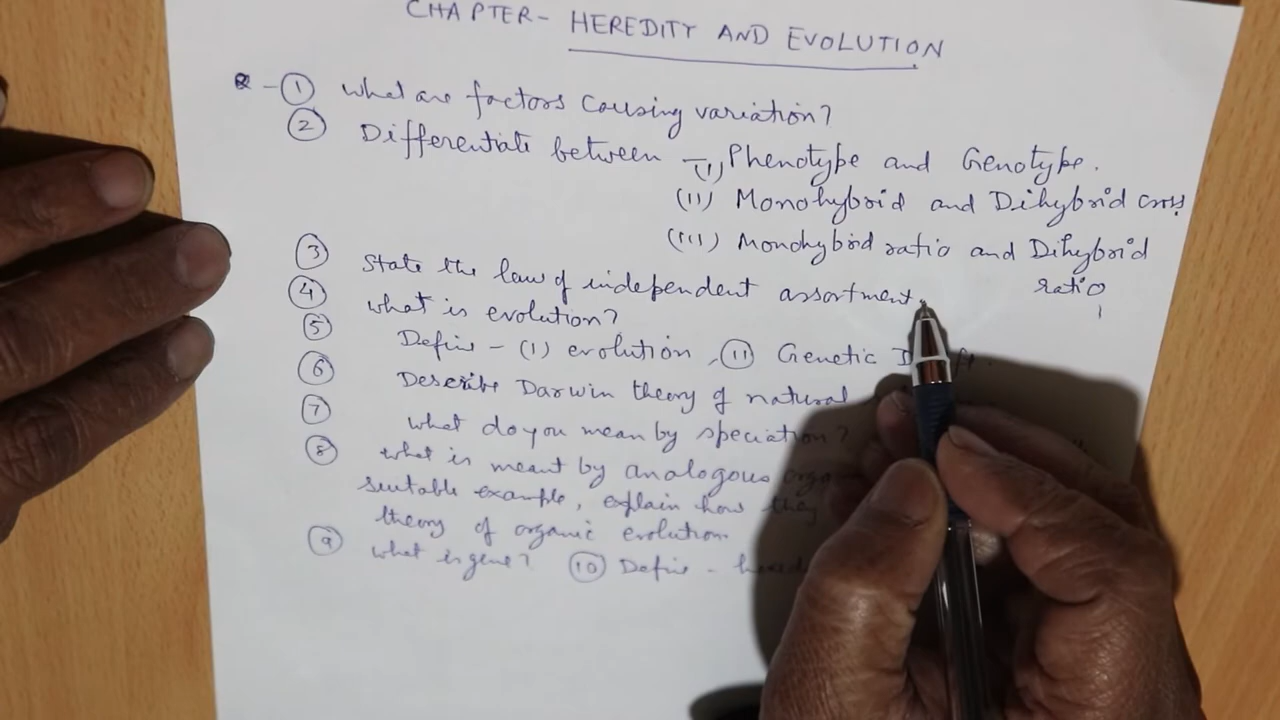 CHAPTER- HEREDITY AND EVOLUTION
Q - (1) what are factors causing variation?
(2) Differentiate between - (I) Phenotype and Genotype.
(II) Monohybrid and Dihybrid cross.
(III) Monohybrid ratio and Dihybrid
ratio
(3) State the law of independent assortment.
(4) what is evolution?
(5) Define - (I) evolution, (II) Genetic
(6) Describe Darwin theory of natural
(7) what do you mean by speciation?
(8) what is meant by analogous
suitable example, explain how they
theory of organic evolution
(9) what is gene? (10) Define -